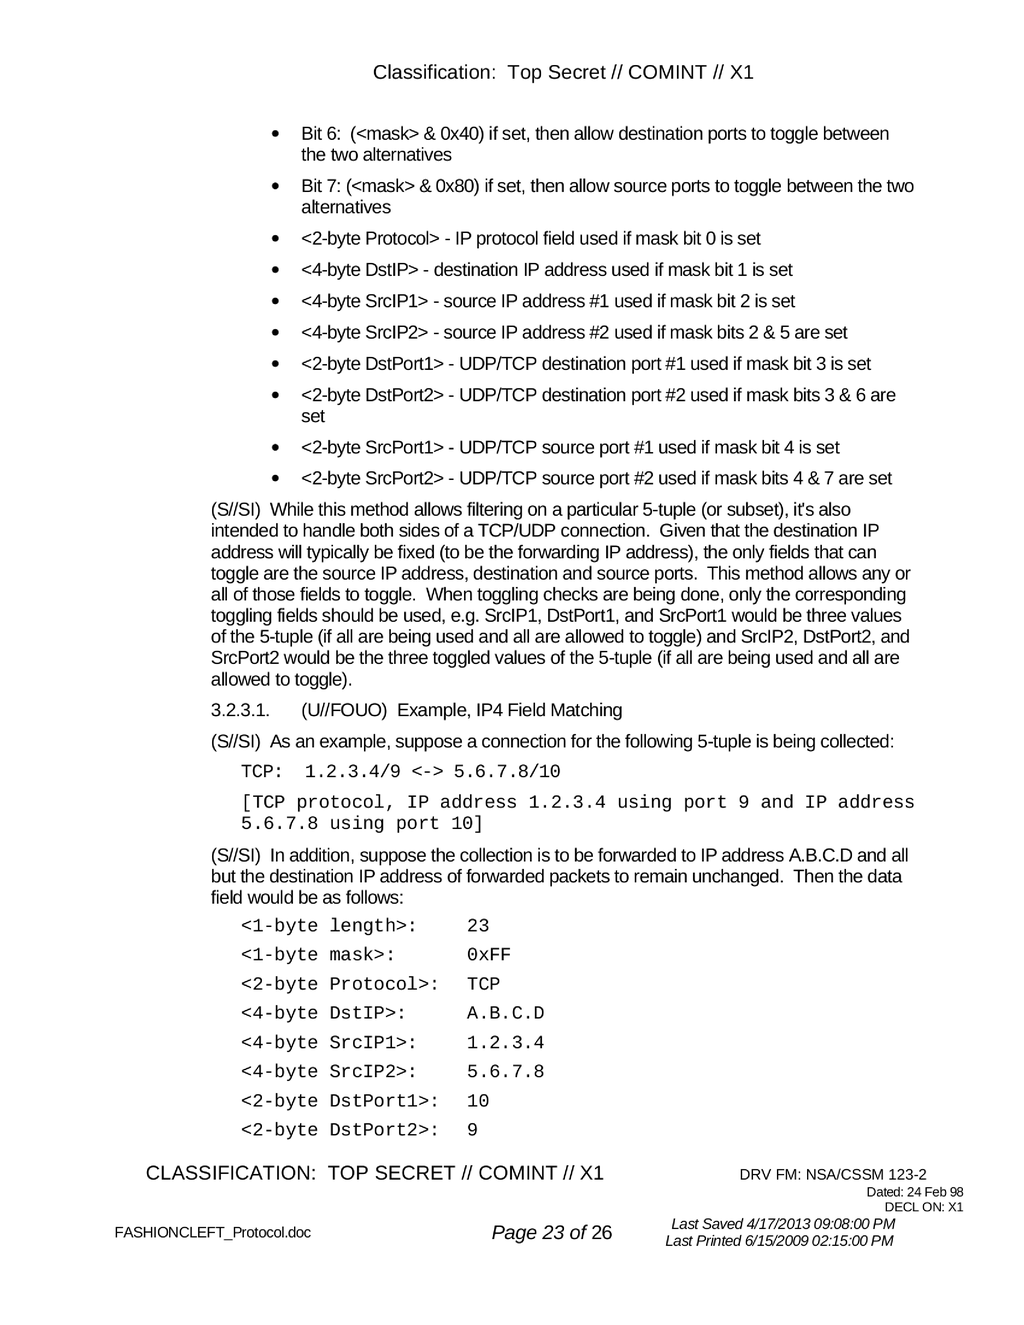 Classification:  Top Secret // COMINT // X1
• Bit 6:  (<mask> & 0x40) if set, then allow destination ports to toggle between
the two alternatives
• Bit 7: (<mask> & 0x80) if set, then allow source ports to toggle between the two
alternatives
• <2-byte Protocol> - IP protocol field used if mask bit 0 is set
• <4-byte DstIP> - destination IP address used if mask bit 1 is set
• <4-byte SrcIP1> - source IP address #1 used if mask bit 2 is set
• <4-byte SrcIP2> - source IP address #2 used if mask bits 2 & 5 are set
• <2-byte DstPort1> - UDP/TCP destination port #1 used if mask bit 3 is set
• <2-byte DstPort2> - UDP/TCP destination port #2 used if mask bits 3 & 6 are
set
• <2-byte SrcPort1> - UDP/TCP source port #1 used if mask bit 4 is set
• <2-byte SrcPort2> - UDP/TCP source port #2 used if mask bits 4 & 7 are set
(S//SI)  While this method allows filtering on a particular 5-tuple (or subset), it's also
intended to handle both sides of a TCP/UDP connection.  Given that the destination IP
address will typically be fixed (to be the forwarding IP address), the only fields that can
toggle are the source IP address, destination and source ports.  This method allows any or
all of those fields to toggle.  When toggling checks are being done, only the corresponding
toggling fields should be used, e.g. SrcIP1, DstPort1, and SrcPort1 would be three values
of the 5-tuple (if all are being used and all are allowed to toggle) and SrcIP2, DstPort2, and
SrcPort2 would be the three toggled values of the 5-tuple (if all are being used and all are
allowed to toggle).
3.2.3.1.  (U//FOUO)  Example, IP4 Field Matching
(S//SI)  As an example, suppose a connection for the following 5-tuple is being collected:
TCP:  1.2.3.4/9 <-> 5.6.7.8/10
[TCP protocol, IP address 1.2.3.4 using port 9 and IP address
5.6.7.8 using port 10]
(S//SI)  In addition, suppose the collection is to be forwarded to IP address A.B.C.D and all
but the destination IP address of forwarded packets to remain unchanged.  Then the data
field would be as follows:
<1-byte length>:  23
<1-byte mask>:  0xFF
<2-byte Protocol>:  TCP
<4-byte DstIP>:  A.B.C.D
<4-byte SrcIP1>:  1.2.3.4
<4-byte SrcIP2>:  5.6.7.8
<2-byte DstPort1>:  10
<2-byte DstPort2>:  9
CLASSIFICATION:  TOP SECRET // COMINT // X1  DRV FM: NSA/CSSM 123-2
Dated: 24 Feb 98
DECL ON: X1
FASHIONCLEFT_Protocol.doc  Page 23 of 26  Last Saved 4/17/2013 09:08:00 PM
Last Printed 6/15/2009 02:15:00 PM